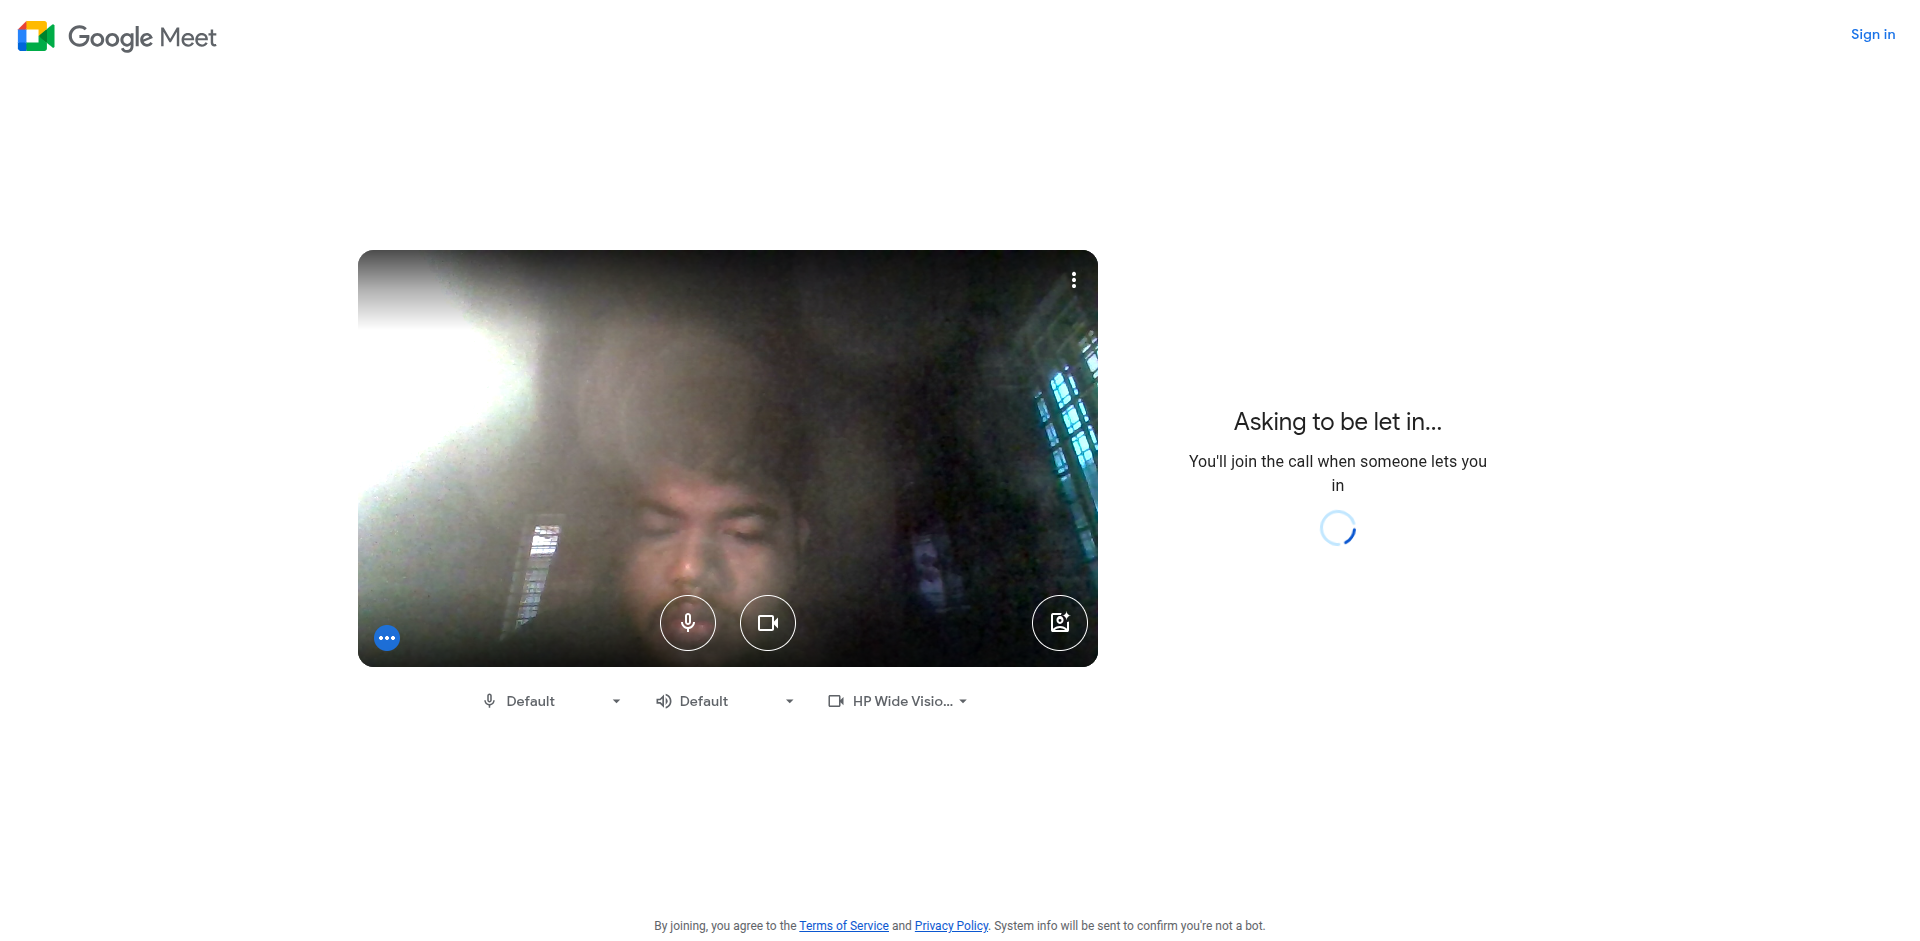 Google Meet
Sign in
Asking to be let in...
You'll join the call when someone lets you
in
Default
Default
HP Wide Visio...
By joining, you agree to the Terms of Service and Privacy Policy. System info will be sent to confirm you're not a bot.